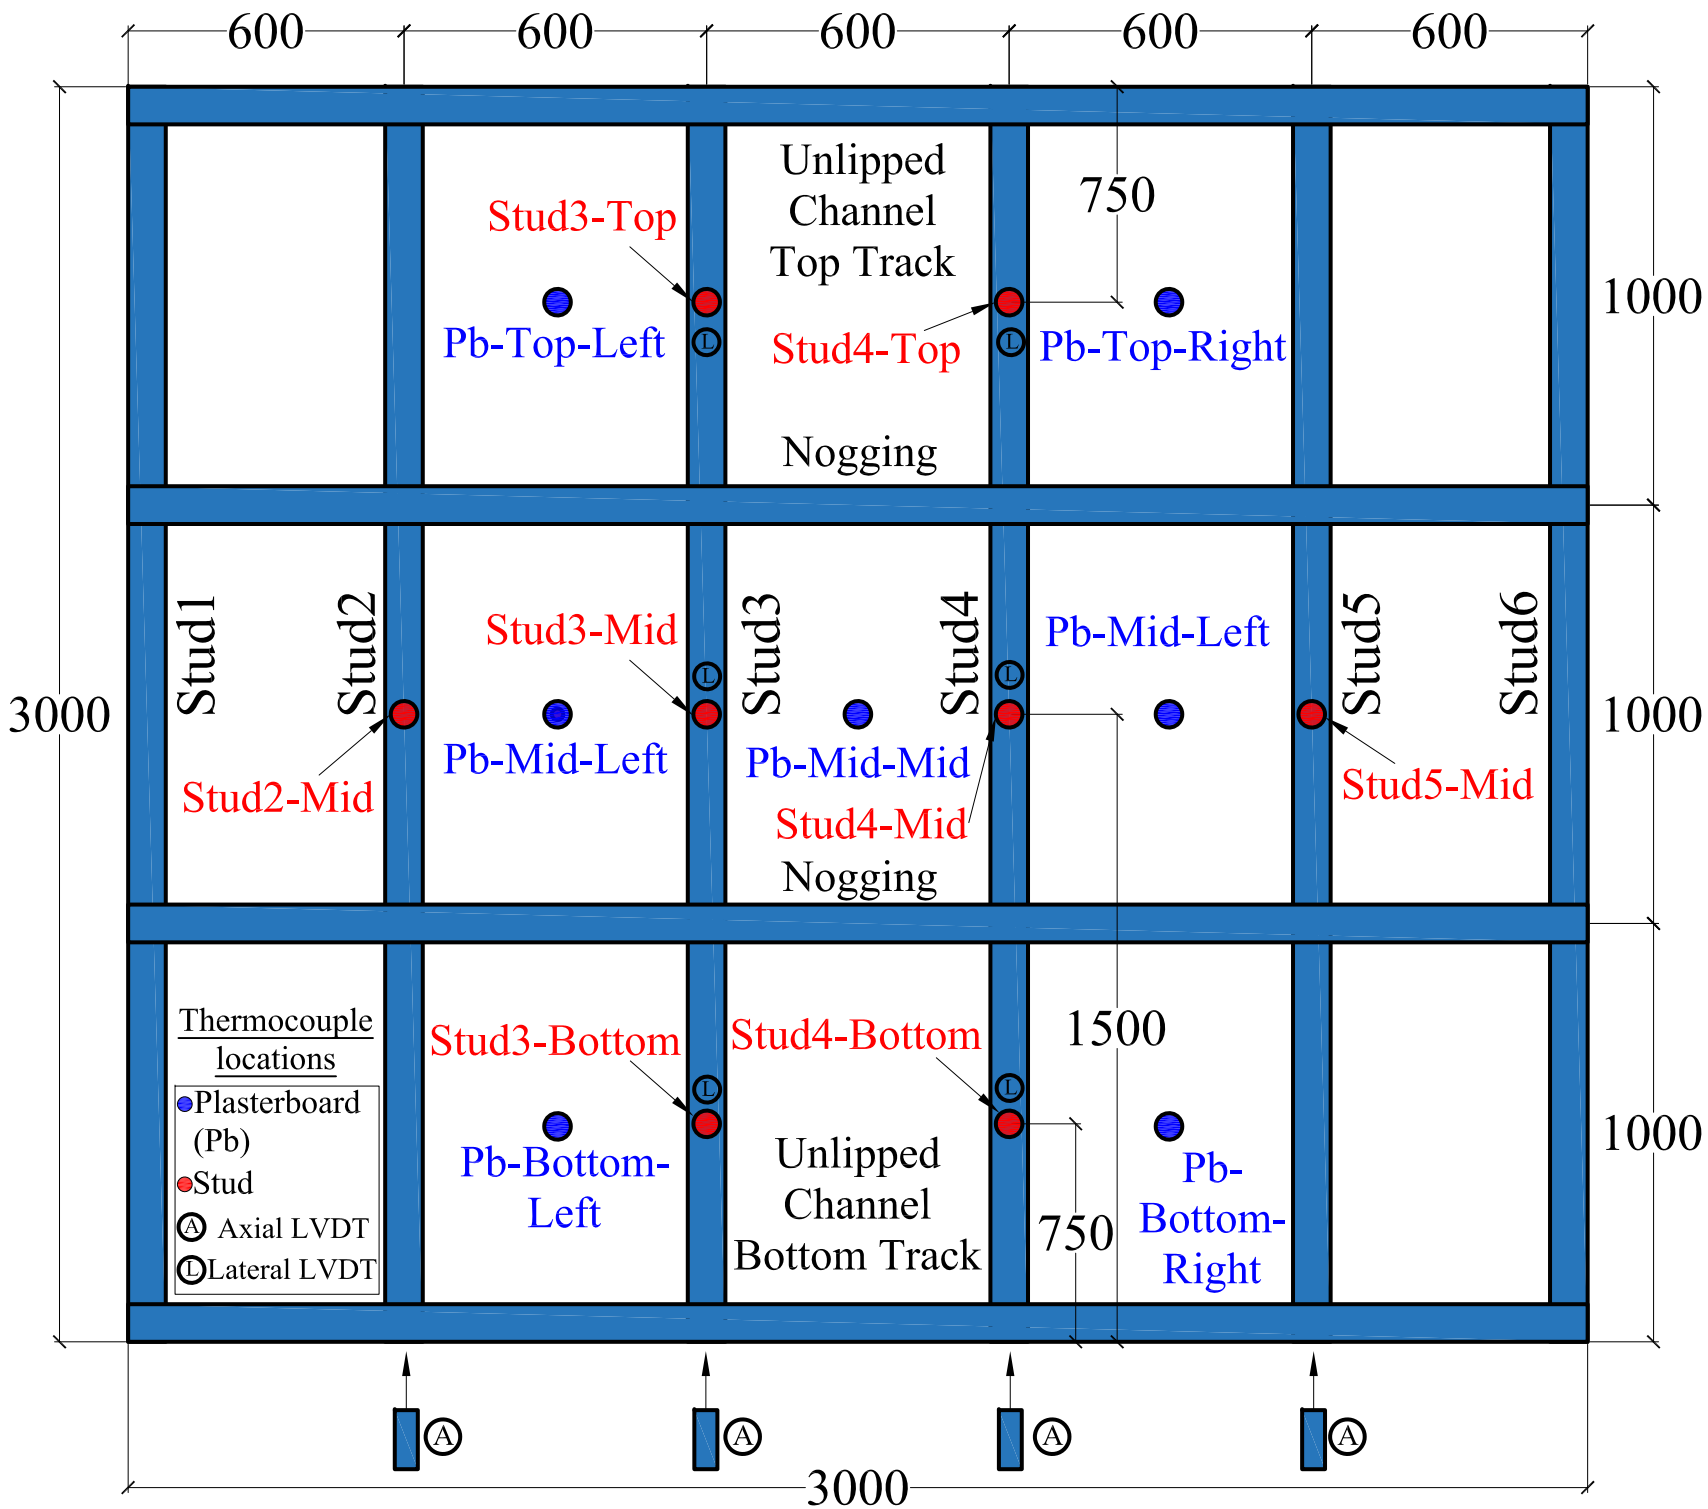 600 600 600 600 600
Unlipped
Channel
Top Track
750
Stud3-Top
1000
Pb-Top-Left
L
Stud4-Top
L
Pb-Top-Right
Nogging
Stud1
Stud2
Stud3-Mid
L
Stud3
Stud4
L
Pb-Mid-Left
Stud5
Stud6
3000
1000
Pb-Mid-Left
Pb-Mid-Mid
Stud2-Mid
Stud5-Mid
Stud4-Mid
Nogging
Thermocouple
locations
Plasterboard
(Pb)
Stud
A Axial LVDT
L Lateral LVDT
Stud3-Bottom
L
Stud4-Bottom
L
1500
1000
Pb-Bottom-
Left
Unlipped
Channel
Bottom Track
750
Pb-
Bottom-
Right
A A A A
3000